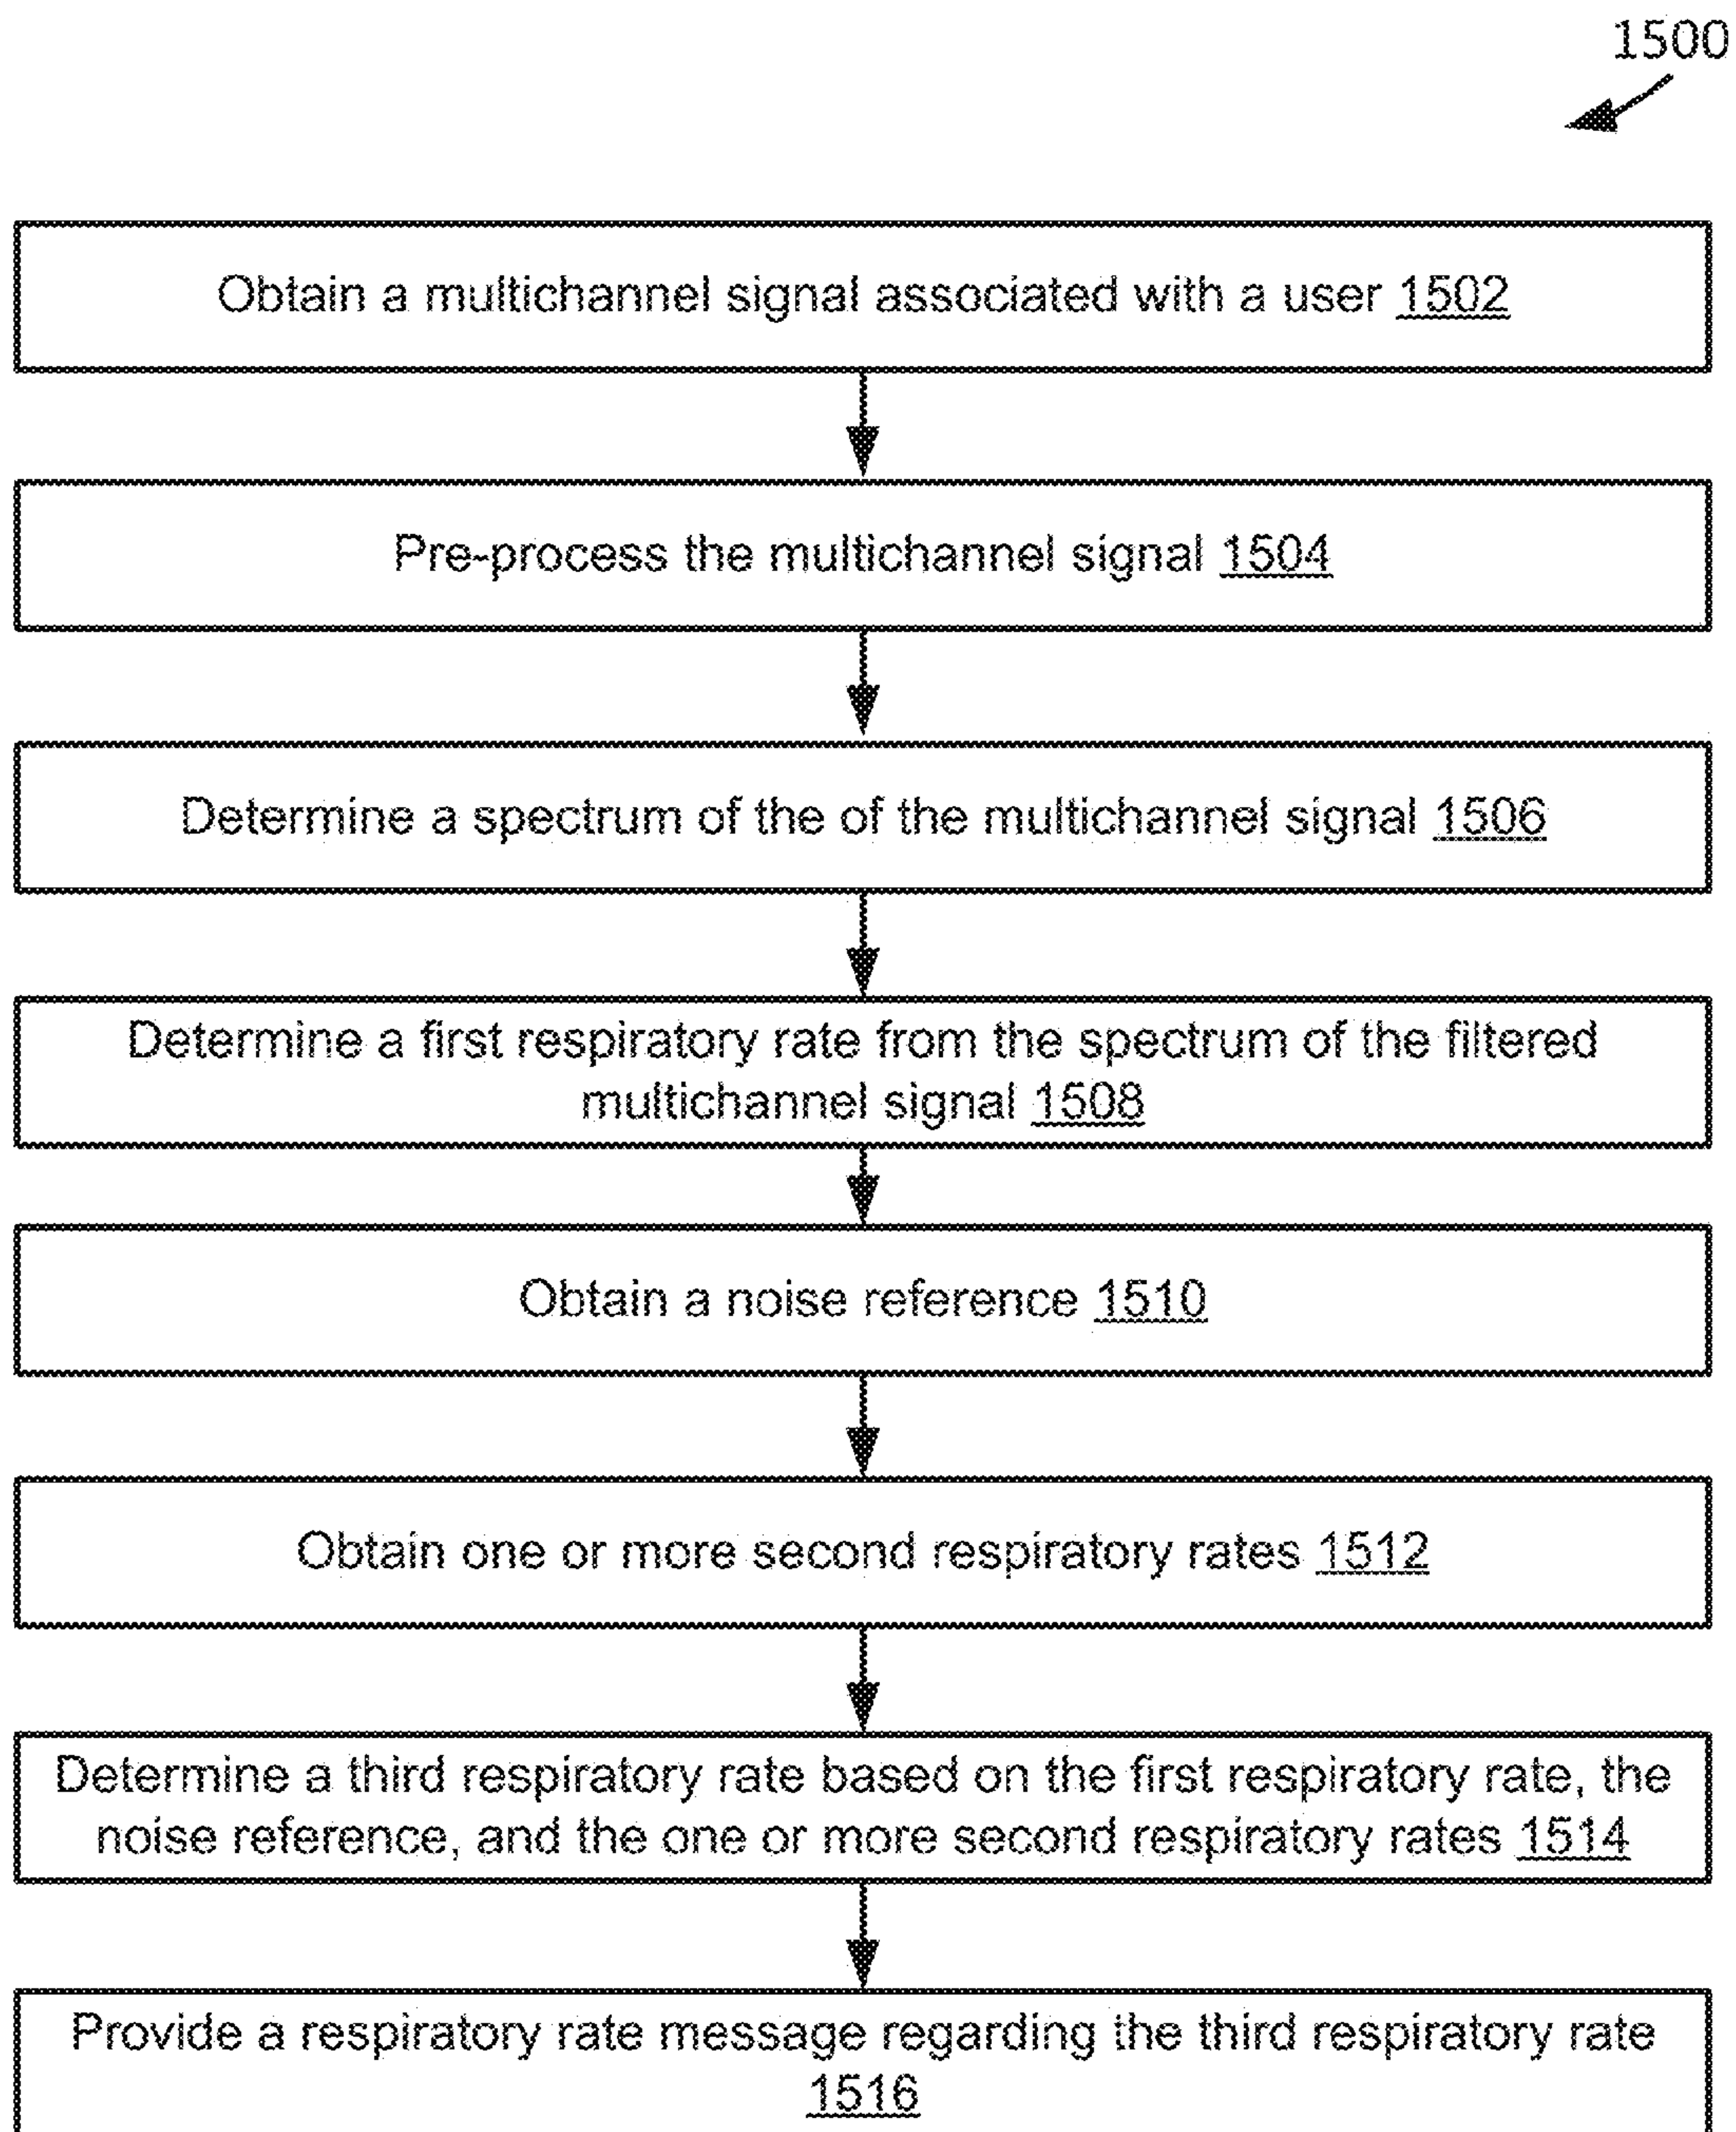 1500
Obtain a multichannel signal associated with a user 1502
Pre-process the multichannel signal 1504
Determine a spectrum of the of the multichannel signal 1506
Determine a first respiratory rate from the spectrum of the filtered
multichannel signal 1508
Obtain a noise reference 1510
Obtain one or more second respiratory rates 1512
Determine a third respiratory rate based on the first respiratory rate, the
noise reference, and the one or more second respiratory rates 1514
Provide a respiratory rate message regarding the third respiratory rate
1516